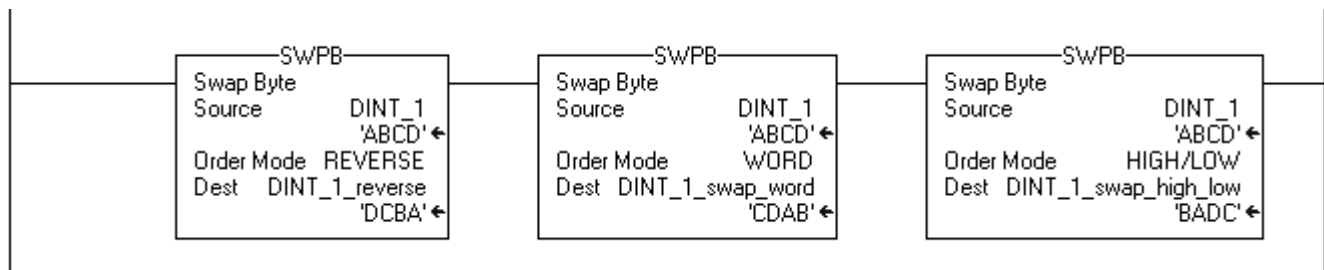 SWPB
Swap Byte
Source DINT_1
'ABCD'
Order Mode REVERSE
Dest DINT_1_reverse
'DCBA'
SWPB
Swap Byte
Source DINT_1
'ABCD'
Order Mode WORD
Dest DINT_1_swap_word
'CDAB'
SWPB
Swap Byte
Source DINT_1
'ABCD'
Order Mode HIGH/LOW
Dest DINT_1_swap_high_low
'BADC'